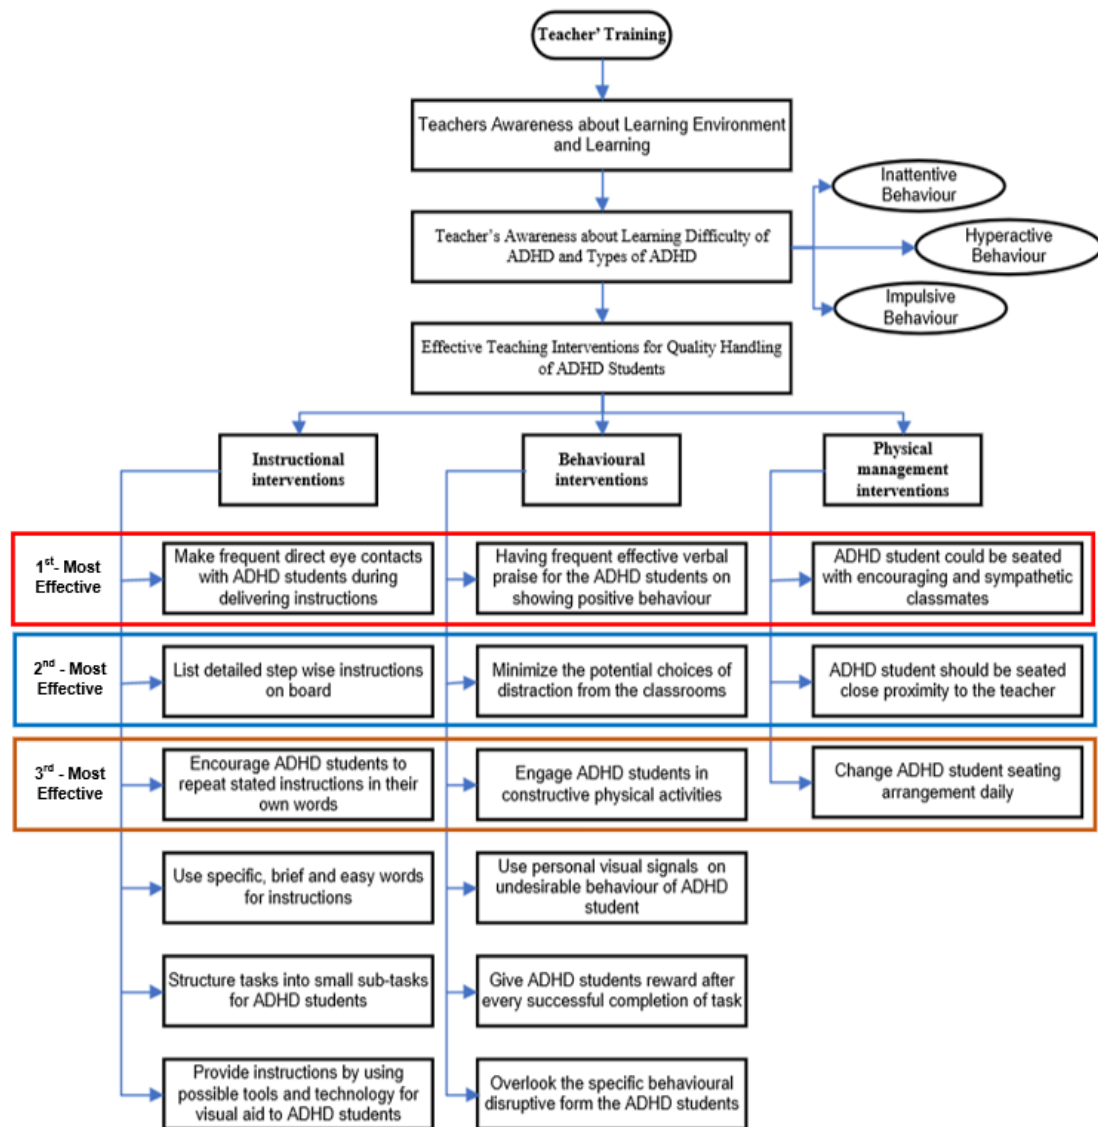 Teacher' Training
Teachers Awareness about Learning Environment
and Learning
Inattentive
Behaviour
Teacher's Awareness about Learning Difficulty of
ADHD and Types of ADHD
Hyperactive
Behaviour
Impulsive
Behaviour
Effective Teaching Interventions for Quality Handling
of ADHD Students
Instructional
interventions
Behavioural
interventions
Physical
management
interventions
1st- Most
Effective
Make frequent direct eye contacts
with ADHD students during
delivering instructions
Having frequent effective verbal
praise for the ADHD students on
showing positive behaviour
ADHD student could be seated
with encouraging and sympathetic
classmates
2nd - Most
Effective
List detailed step wise instructions
on board
Minimize the potential choices of
distraction from the classrooms
ADHD student should be seated
close proximity to the teacher
3rd - Most
Effective
Encourage ADHD students to
repeat stated instructions in their
own words
Engage ADHD students in
constructive physical activities
Change ADHD student seating
arrangement daily
Use specific, brief and easy words
for instructions
Use personal visual signals on
undesirable behaviour of ADHD
student
Structure tasks into small sub-tasks
for ADHD students
Give ADHD students reward after
every successful completion of task
Provide instructions by using
possible tools and technology for
visual aid to ADHD students
Overlook the specific behavioural
disruptive form the ADHD students